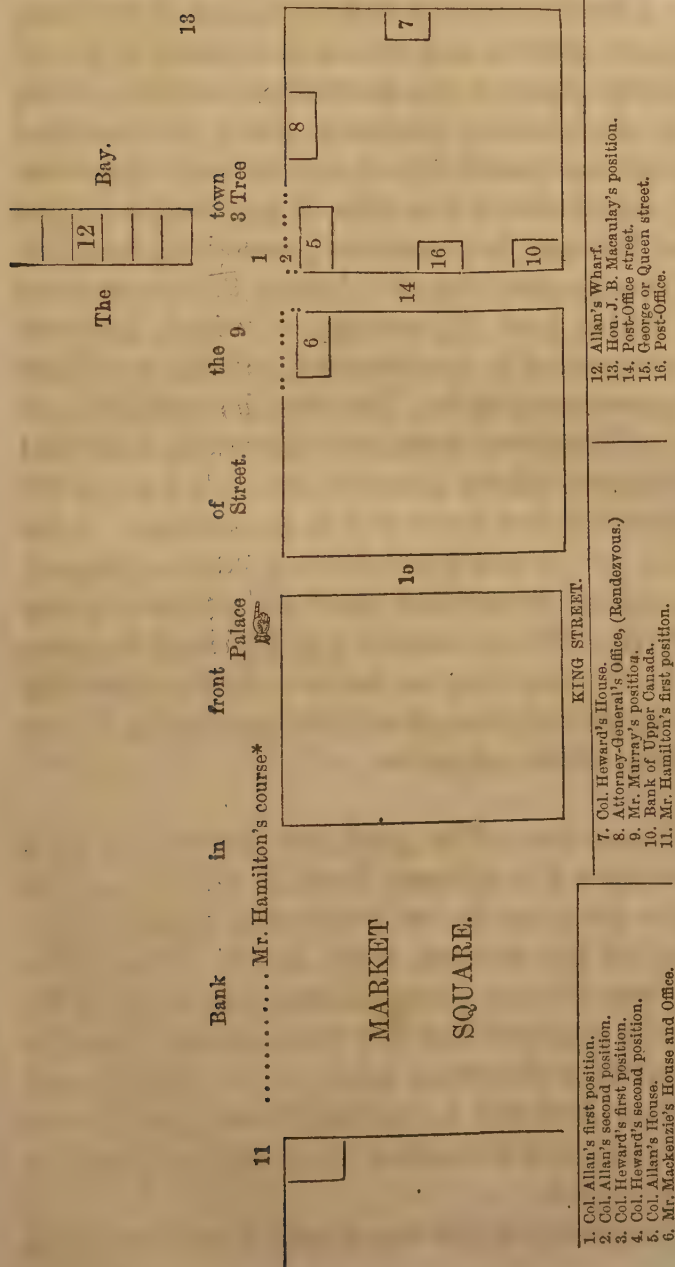 The 12 Bay.
13
Bank in front of the town
Palace Street. 9. 3 Tree
11 Mr. Hamilton's course* 1
2
6 5 8
7
MARKET
SQUARE.
15 14 16
10
KING STREET.
1. Col. Allan's first position.
2. Col. Allan's second position.
3. Col. Heward's first position.
4. Col. Heward's second position.
5. Col. Allan's House.
6. Mr. Mackenzie's House and Office.
7. Col. Heward's House.
8. Attorney-General's Office, (Rendezvous.)
9. Mr. Murray's position.
10. Bank of Upper Canada.
11. Mr. Hamilton's first position.
12. Allan's Wharf.
13. Hon. J. B. Macaulay's position.
14. Post-Office street.
15. George or Queen street.
16. Post-Office.